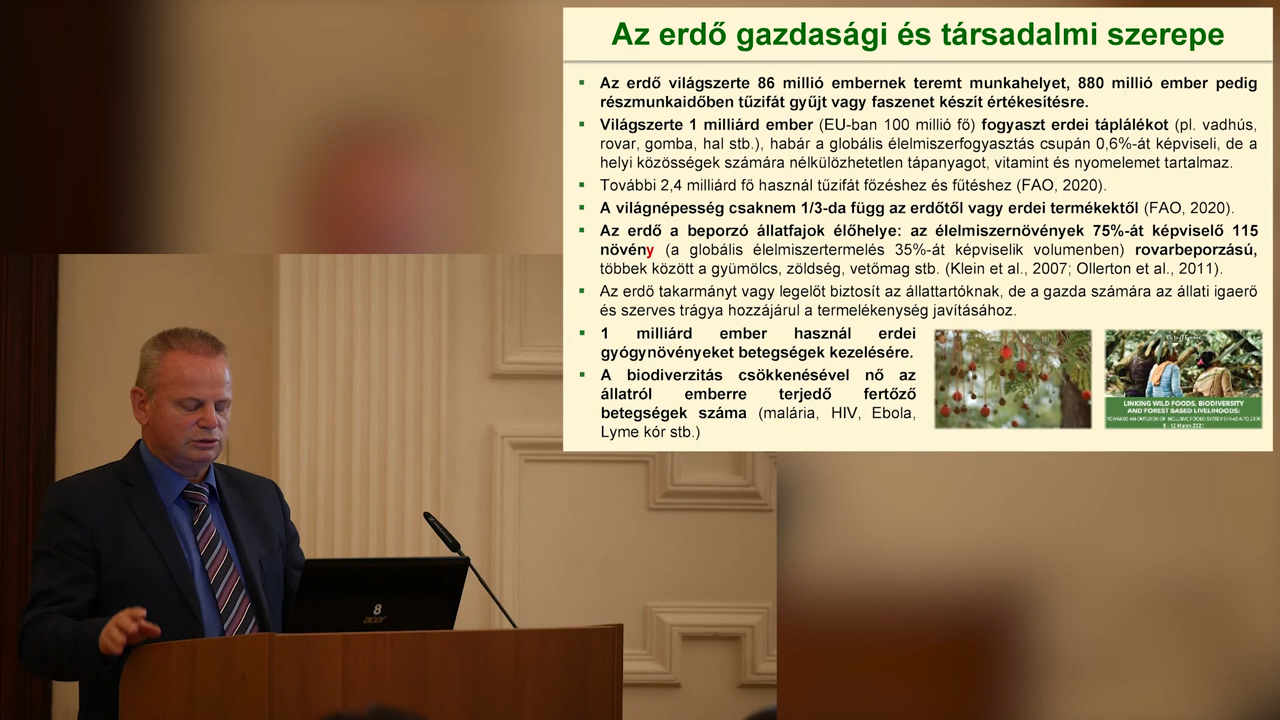 Az erdő gazdasági és társadalmi szerepe
▪ Az erdő világszerte 86 millió embernek teremt munkahelyet, 880 millió ember pedig
részmunkaidőben tűzifát gyűjt vagy faszenet készít értékesítésre.
▪ Világszerte 1 milliárd ember (EU-ban 100 millió fő) fogyaszt erdei táplálékot (pl. vadhús,
rovar, gomba, hal stb.), habár a globális élelmiszerfogyasztás csupán 0,6%-át képviseli, de a
helyi közösségek számára nélkülözhetetlen tápanyagot, vitamint és nyomelemet tartalmaz.
▪ További 2,4 milliárd fő használ tűzifát főzéshez és fűtéshez (FAO, 2020).
▪ A világnépesség csaknem 1/3-da függ az erdőtől vagy erdei termékektől (FAO, 2020).
▪ Az erdő a beporzó állatfajok élőhelye: az élelmiszernövények 75%-át képviselő 115
növény (a globális élelmiszertermelés 35%-át képviselik volumenben) rovarbeporzású,
többek között a gyümölcs, zöldség, vetőmag stb. (Klein et al., 2007; Ollerton et al., 2011).
▪ Az erdő takarmányt vagy legelőt biztosít az állattartóknak, de a gazda számára az állati igaerő
és szerves trágya hozzájárul a termelékenység javításához.
▪ 1 milliárd ember használ erdei
gyógynövényeket betegségek kezelésére.
▪ A biodiverzitás csökkenésével nő az
állatról emberre terjedő fertőző
betegségek száma (malária, HIV, Ebola,
Lyme kór stb.)
LINKING WILD FOODS, BIODIVERSITY
AND FOREST BASED LIVELIHOODS:
8
acer